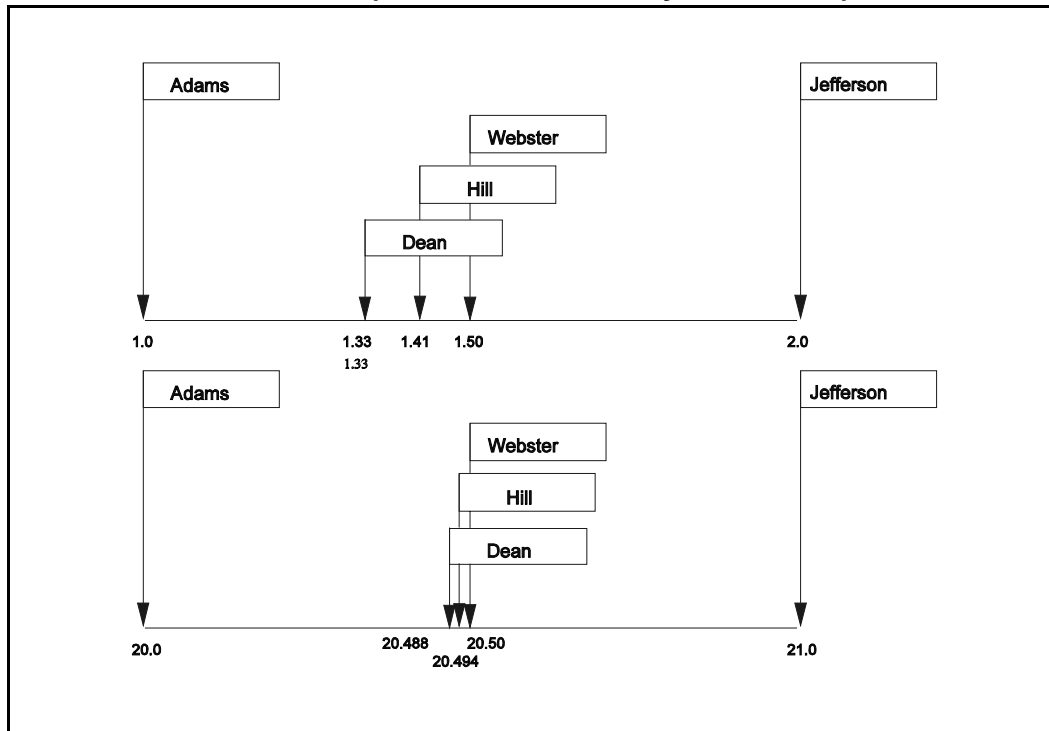 Adams
Jefferson
Webster
Hill
Dean
1.0 1.33 1.41 1.50 2.0
1.33
Adams
Jefferson
Webster
Hill
Dean
20.0 20.488 20.50 21.0
20.494